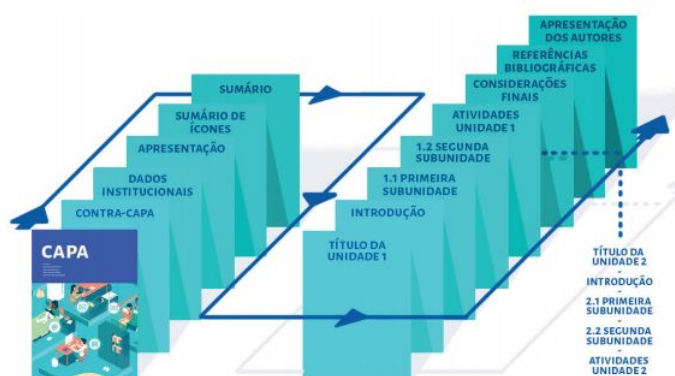 CAPA
CONTRA-CAPA
DADOS
INSTITUCIONAIS
APRESENTAÇÃO
SUMÁRIO DE
ÍCONES
SUMÁRIO
TÍTULO DA
UNIDADE 1
INTRODUÇÃO
1.1 PRIMEIRA
SUBUNIDADE
1.2 SEGUNDA
SUBUNIDADE
ATIVIDADES
UNIDADE 1
CONSIDERAÇÕES
FINAIS
REFERÊNCIAS
BIBLIOGRÁFICAS
APRESENTAÇÃO
DOS AUTORES
TÍTULO DA
UNIDADE 2
-
INTRODUÇÃO
-
2.1 PRIMEIRA
SUBUNIDADE
-
2.2 SEGUNDA
SUBUNIDADE
-
ATIVIDADES
UNIDADE 2